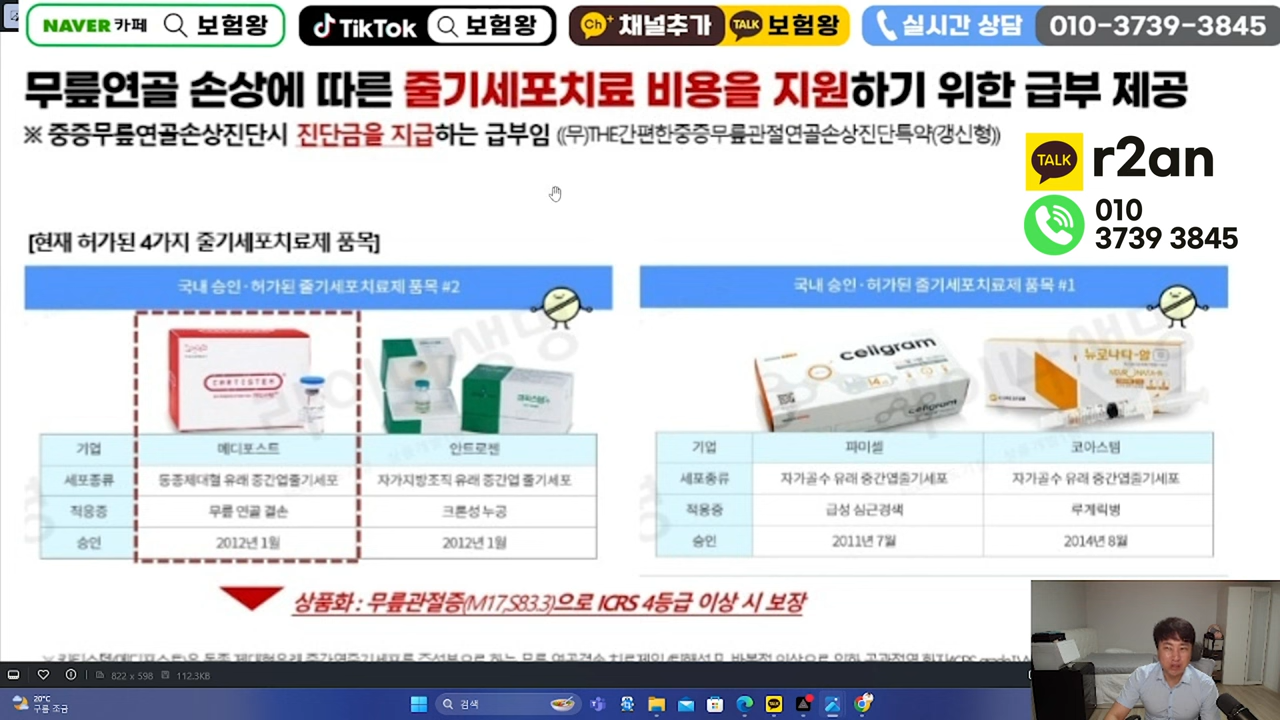 NAVER 카페 보험왕
TikTok 보험왕
Ch+ 채널추가 TALK 보험왕
실시간 상담 010-3739-3845
무릎연골 손상에 따른 줄기세포치료 비용을 지원하기 위한 급부 제공
※ 중증무릎연골손상진단시 진단금을 지급하는 급부임 ((무)THE간편한중증무릎관절연골손상진단특약(갱신형))
TALK r2an
010
3739 3845
[현재 허가된 4가지 줄기세포치료제 품목]
국내 승인·허가된 줄기세포치료제 품목 #2
국내 승인·허가된 줄기세포치료제 품목 #1
CARTISTEM
cellgram
cellgram
뉴로나타-알
기업 메디포스트 안트로젠
세포종류 동종제대혈 유래 중간엽줄기세포 자가지방조직 유래 중간엽 줄기세포
적응증 무릎 연골 결손 크론성 누공
승인 2012년 1월 2012년 1월
기업 파미셀 코아스템
세포종류 자가골수 유래 중간엽줄기세포 자가골수 유래 중간엽줄기세포
적응증 급성 심근경색 루게릭병
승인 2011년 7월 2014년 8월
상품화 : 무릎관절증(M17,S83.3)으로 ICRS 4등급 이상 시 보장
822 x 598 112.3KB
20°C
구름 조금
검색